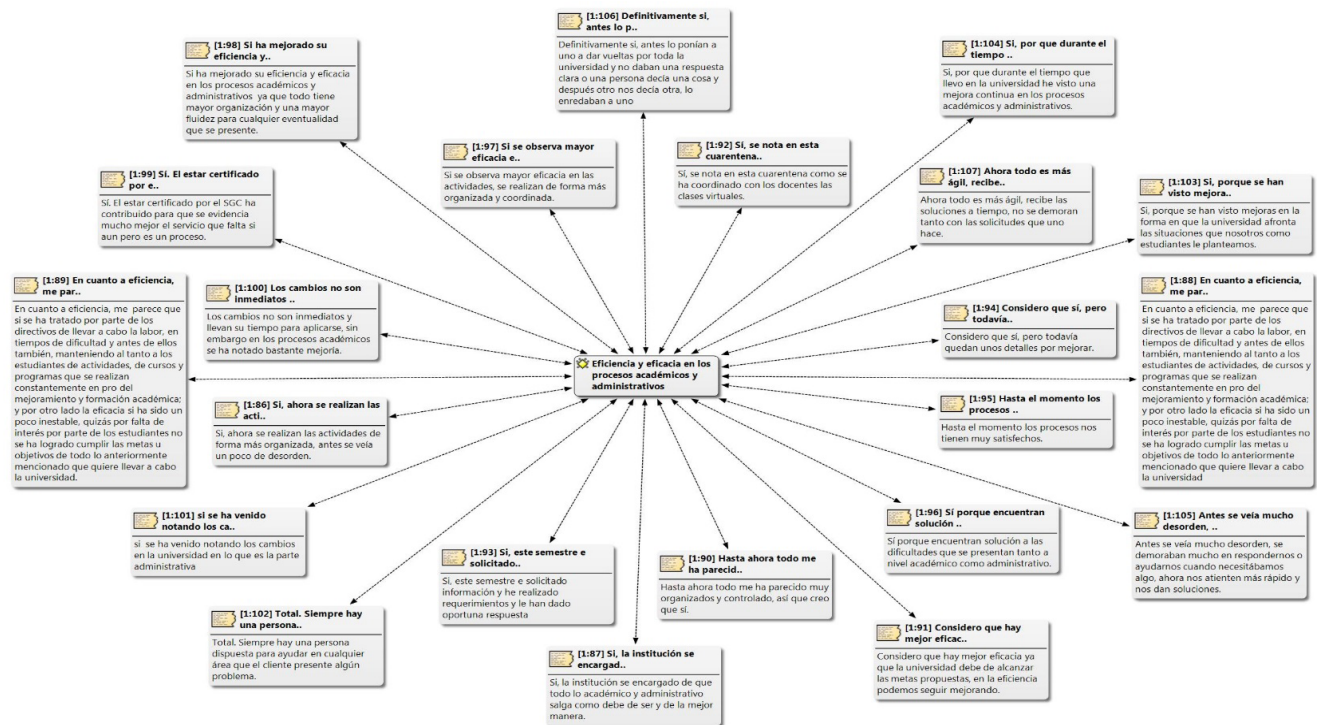 [1:106] Definitivamente si,
antes lo p..
Definitivamente si, antes lo ponían a
uno a dar vueltas por toda la
universidad y no daban una respuesta
clara o una persona decía una cosa y
después otro nos decía otra, lo
enredaban a uno
[1:98] Si ha mejorado su
eficiencia y..
Si ha mejorado su eficiencia y eficacia
en los procesos académicos y
administrativos ya que todo tiene
mayor organización y una mayor
fluidez para cualquier eventualidad
que se presente.
[1:104] Si, por que durante el
tiempo ..
Si, por que durante el tiempo que
llevo en la universidad he visto una
mejora continua en los procesos
académicos y administrativos.
[1:97] Si se observa mayor
eficacia e..
Si se observa mayor eficacia en las
actividades, se realizan de forma más
organizada y coordinada.
[1:92] Sí, se nota en esta
cuarentena..
Sí, se nota en esta cuarentena como se
ha coordinado con los docentes las
clases virtuales.
[1:99] Sí. El estar certificado
por e..
Sí. El estar certificado por el SGC ha
contribuido para que se evidencia
mucho mejor el servicio que falta si
aun pero es un proceso.
[1:107] Ahora todo es más
ágil, recibe..
Ahora todo es más ágil, recibe las
soluciones a tiempo, no se demoran
tanto con las solicitudes que uno
hace.
[1:103] Si, porque se han
visto mejora..
Si, porque se han visto mejoras en la
forma en que la universidad afronta
las situaciones que nosotros como
estudiantes le planteamos.
[1:89] En cuanto a eficiencia,
me par..
En cuanto a eficiencia, me parece que
si se ha tratado por parte de los
directivos de llevar a cabo la labor, en
tiempos de dificultad y antes de ellos
también, manteniendo al tanto a los
estudiantes de actividades, de cursos y
programas que se realizan
constantemente en pro del
mejoramiento y formación académica;
y por otro lado la eficacia si ha sido un
poco inestable, quizás por falta de
interés por parte de los estudiantes no
se ha logrado cumplir las metas u
objetivos de todo lo anteriormente
mencionado que quiere llevar a cabo
la universidad.
[1:100] Los cambios no son
inmediatos ..
Los cambios no son inmediatos y
llevan su tiempo para aplicarse, sin
embargo en los procesos académicos
se ha notado bastante mejoría.
[1:94] Considero que sí, pero
todavía..
Considero que sí, pero todavía
quedan unos detalles por mejorar.
[1:88] En cuanto a eficiencia,
me par..
En cuanto a eficiencia, me parece que
si se ha tratado por parte de los
directivos de llevar a cabo la labor, en
tiempos de dificultad y antes de ellos
también, manteniendo al tanto a los
estudiantes de actividades, de cursos y
programas que se realizan
constantemente en pro del
mejoramiento y formación académica;
y por otro lado la eficacia si ha sido un
poco inestable, quizás por falta de
interés por parte de los estudiantes no
se ha logrado cumplir las metas u
objetivos de todo lo anteriormente
mencionado que quiere llevar a cabo
la universidad
Eficiencia y eficacia en los
procesos académicos y
administrativos
[1:86] Si, ahora se realizan las
acti..
Si, ahora se realizan las actividades de
forma más organizada, antes se veía
un poco de desorden.
[1:95] Hasta el momento los
procesos ..
Hasta el momento los procesos nos
tienen muy satisfechos.
[1:101] si se ha venido
notando los ca..
si se ha venido notando los cambios
en la universidad en lo que es la parte
administrativa
[1:93] Si, este semestre e
solicitado..
Si, este semestre e solicitado
información y he realizado
requerimientos y le han dado
oportuna respuesta
[1:90] Hasta ahora todo me
ha parecid..
Hasta ahora todo me ha parecido muy
organizados y controlado, así que creo
que sí.
[1:96] Sí porque encuentran
solución ..
Sí porque encuentran solución a las
dificultades que se presentan tanto a
nivel académico como administrativo.
[1:105] Antes se veía mucho
desorden, ..
Antes se veía mucho desorden, se
demoraban mucho en respondernos o
ayudarnos cuando necesitábamos
algo, ahora nos atienten más rápido y
nos dan soluciones.
[1:102] Total. Siempre hay
una persona..
Total. Siempre hay una persona
dispuesta para ayudar en cualquier
área que el cliente presente algún
problema.
[1:87] Si, la institución se
encargad..
Si, la institución se encargado de que
todo lo académico y administrativo
salga como debe de ser y de la mejor
manera.
[1:91] Considero que hay
mejor eficac..
Considero que hay mejor eficacia ya
que la universidad debe de alcanzar
las metas propuestas, en la eficiencia
podemos seguir mejorando.